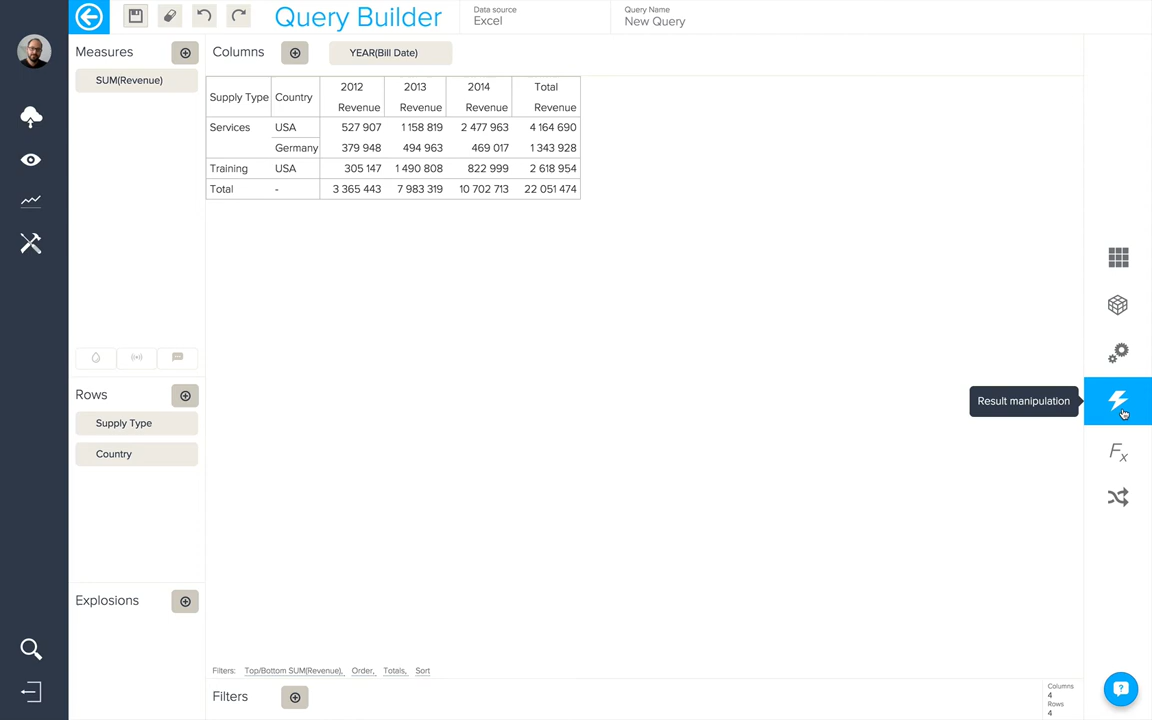 Query Builder
Data source
Excel
Query Name
New Query
Measures
SUM(Revenue)
Columns
YEAR(Bill Date)
Supply Type Country 2012 2013 2014 Total
Revenue Revenue Revenue Revenue
Services USA 527 907 1 158 819 2 477 963 4 164 690
Germany 379 948 494 963 469 017 1 343 928
Training USA 305 147 1 490 808 822 999 2 618 954
Total - 3 365 443 7 983 319 10 702 713 22 051 474
Rows
Supply Type
Country
Result manipulation
Fx
Explosions
Filters: Top/Bottom SUM(Revenue), Order, Totals, Sort
Filters
Columns
4
Rows
4